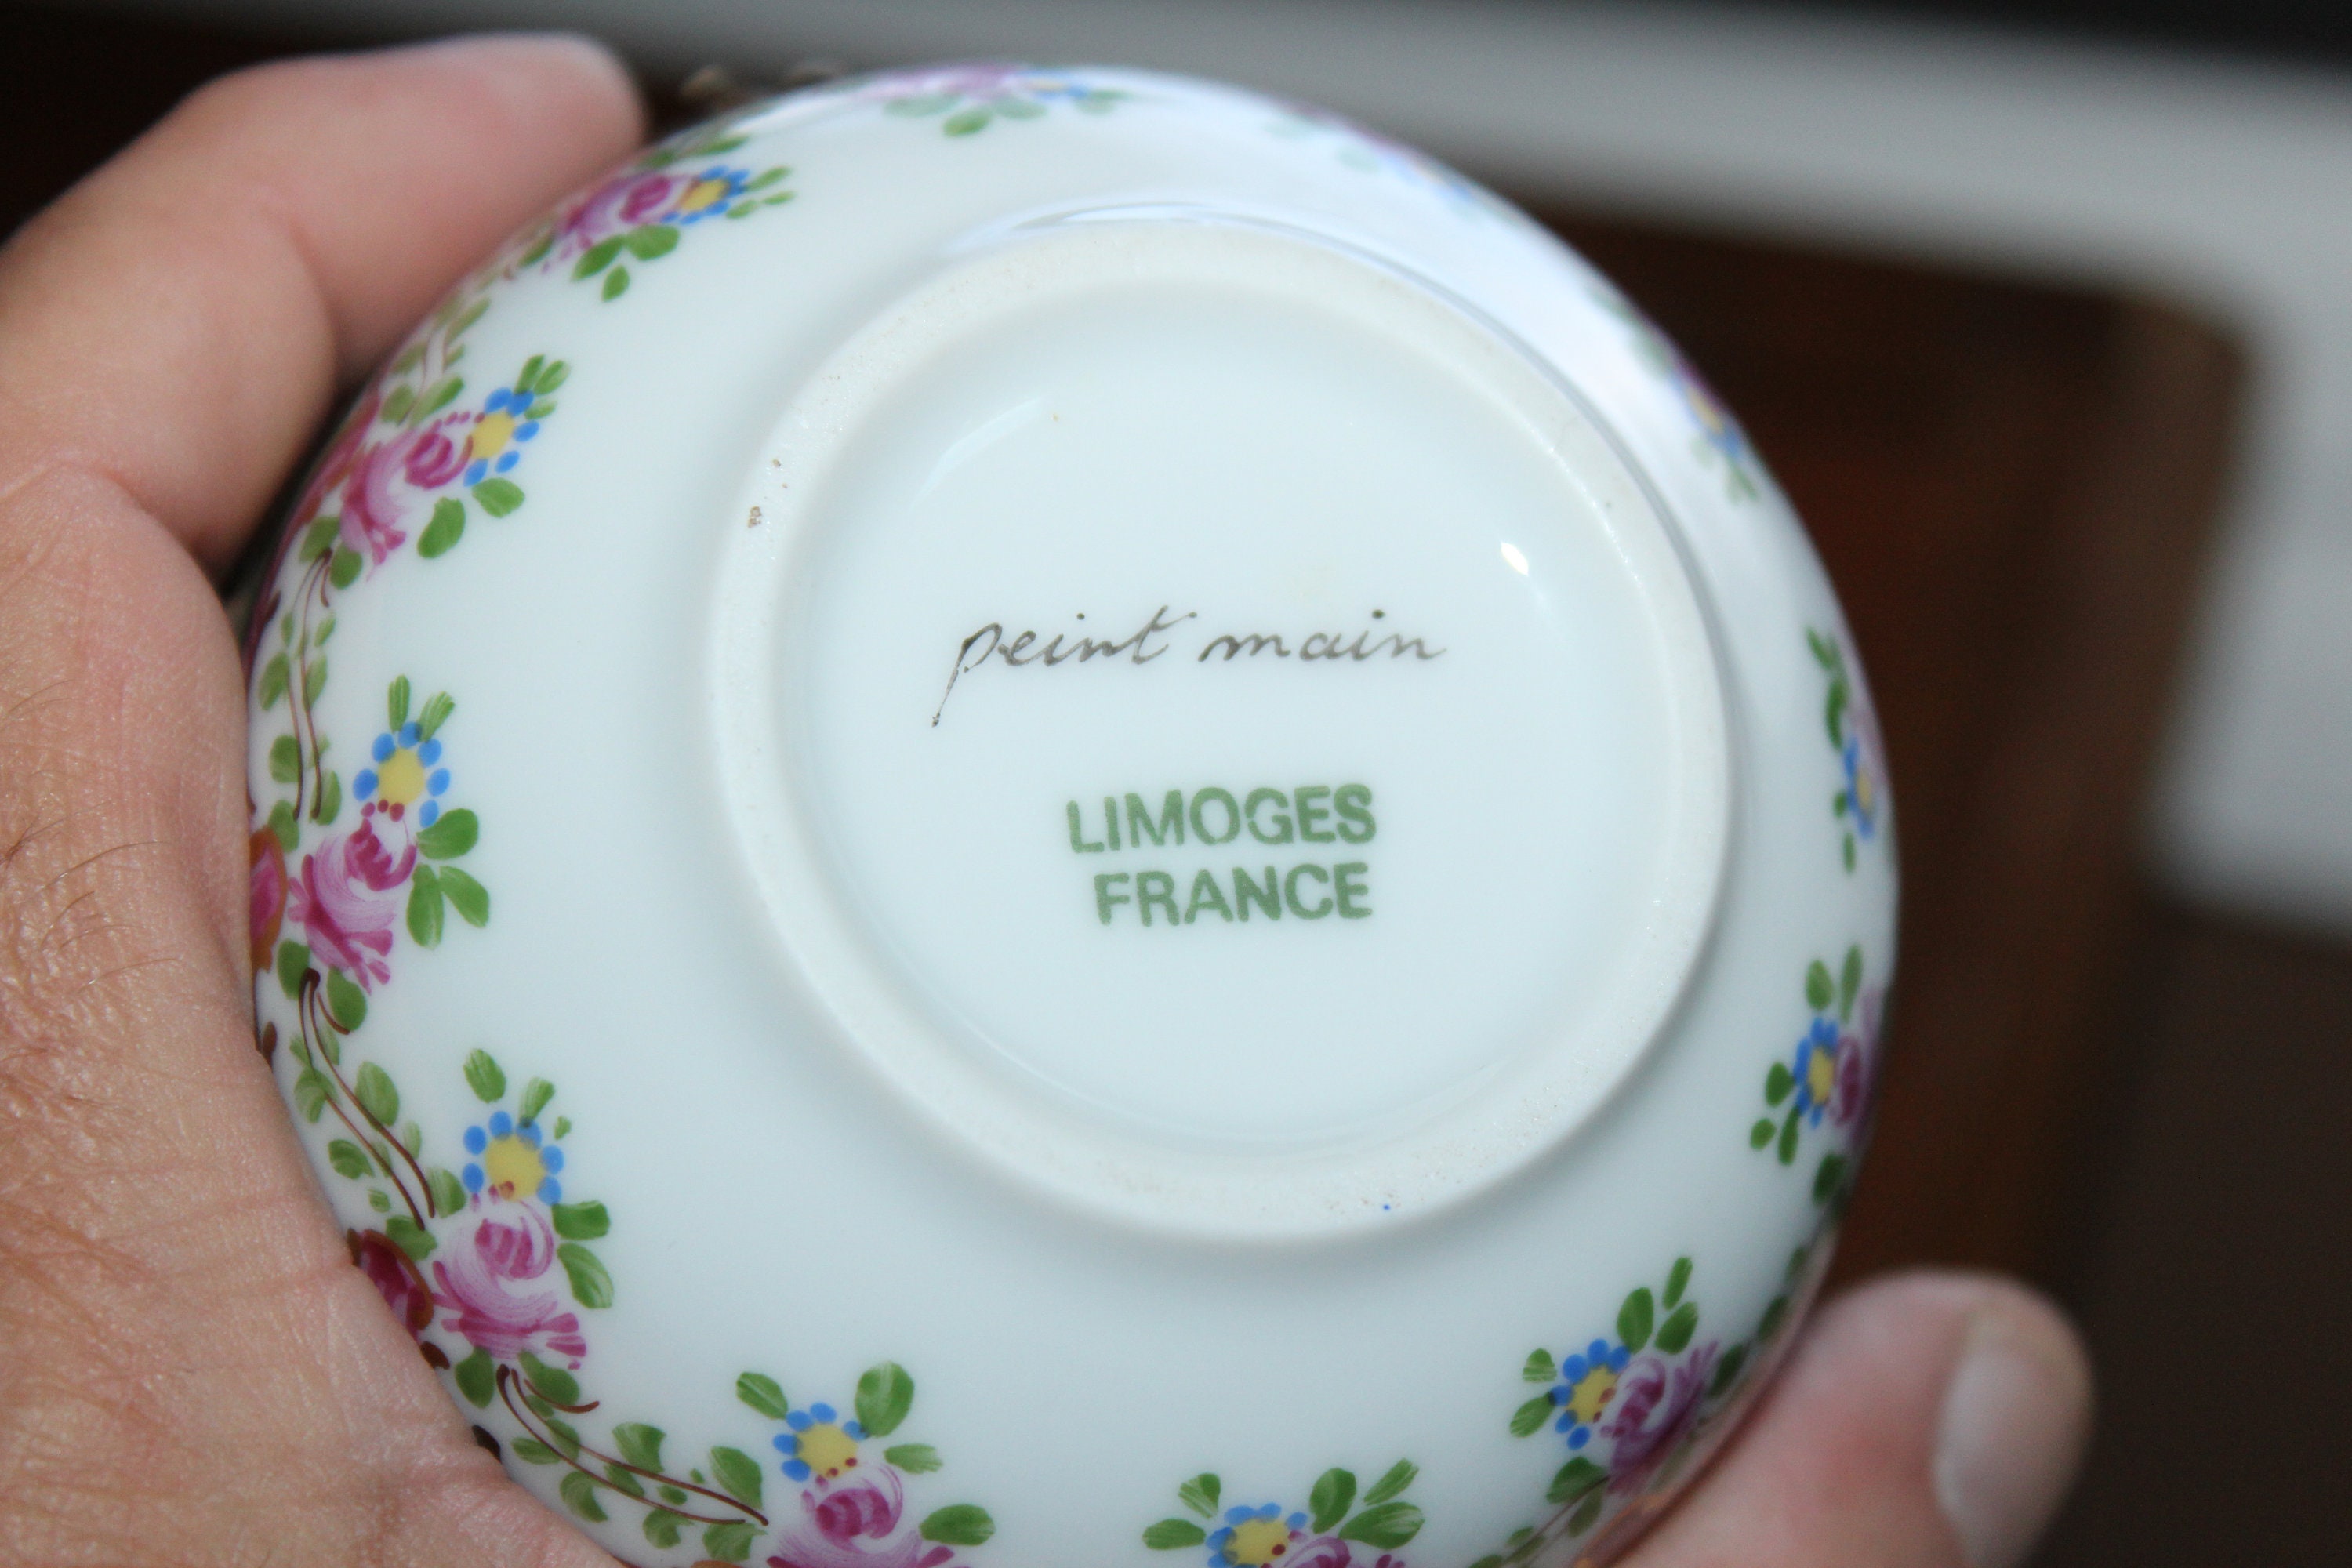 peint main
LIMOGES
FRANCE